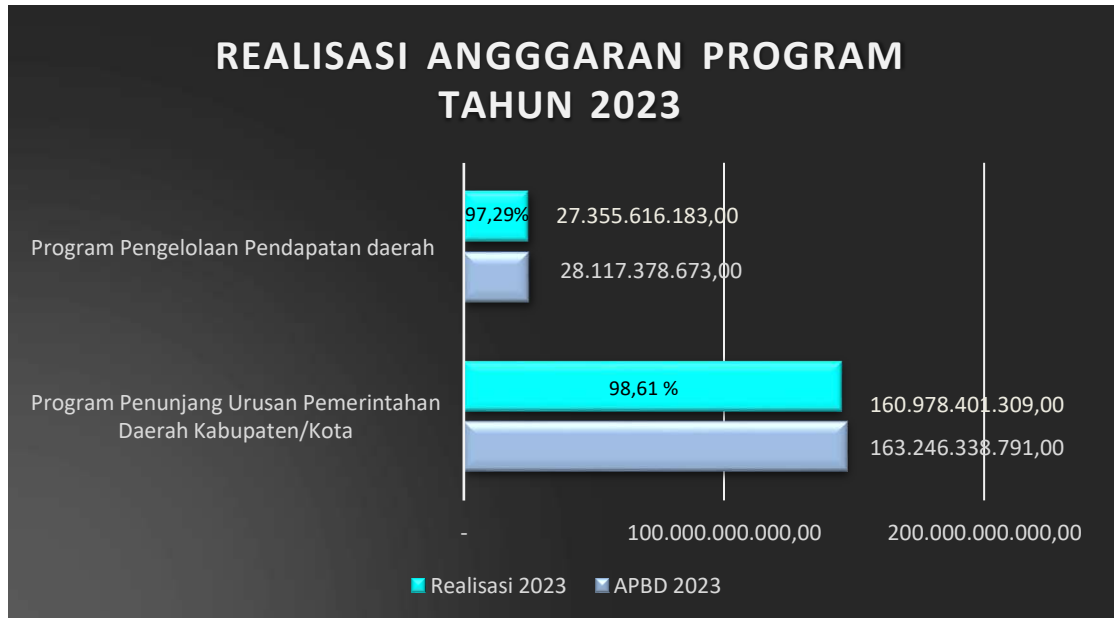 REALISASI ANGGGARAN PROGRAM
TAHUN 2023
97,29%
27.355.616.183,00
Program Pengelolaan Pendapatan daerah
28.117.378.673,00
98,61 %
160.978.401.309,00
Program Penunjang Urusan Pemerintahan
Daerah Kabupaten/Kota
163.246.338.791,00
-
100.000.000.000,00
200.000.000.000,00
Realisasi 2023
APBD 2023